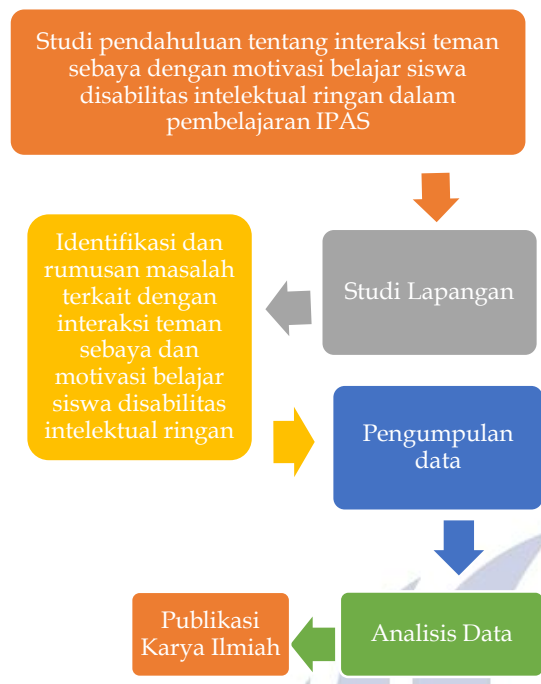 Studi pendahuluan tentang interaksi teman
sebaya dengan motivasi belajar siswa
disabilitas intelektual ringan dalam
pembelajaran IPAS
Studi Lapangan
Identifikasi dan
rumusan masalah
terkait dengan
interaksi teman
sebaya dan
motivasi belajar
siswa disabilitas
intelektual ringan
Pengumpulan
data
Analisis Data
Publikasi
Karya Ilmiah